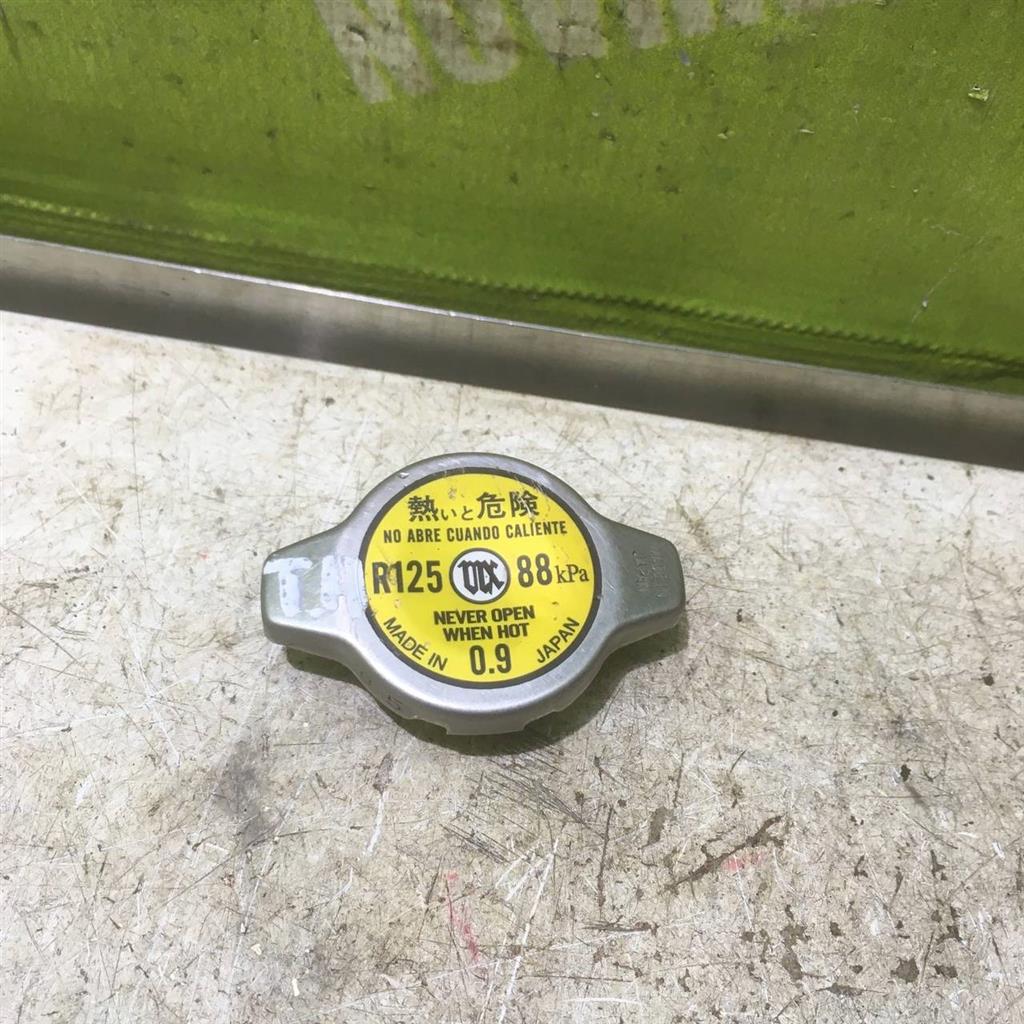 熱いと危険
NO ABRE CUANDO CALIENTE
R125 88kPa
NEVER OPEN
WHEN HOT
MADE IN 0.9 JAPAN